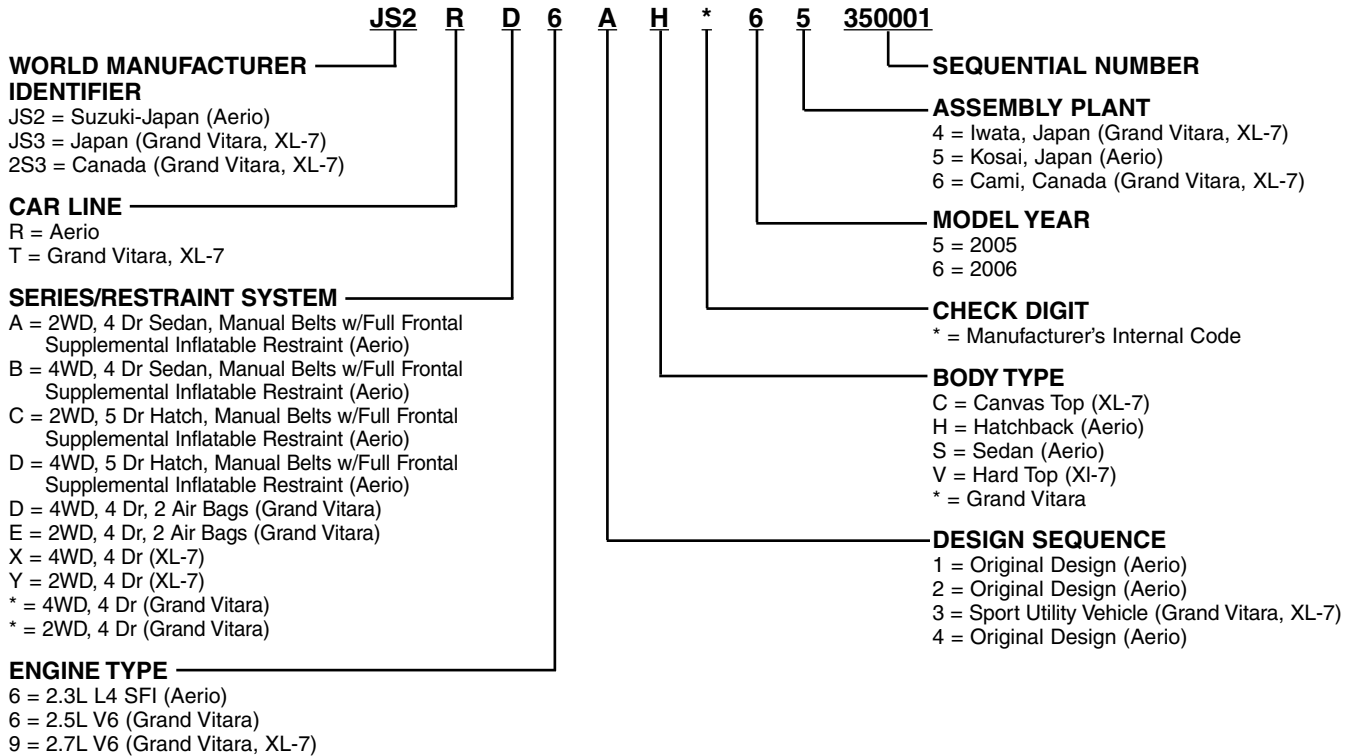 JS2 R D 6 A H * 6 5 350001
WORLD MANUFACTURER
IDENTIFIER
JS2 = Suzuki-Japan (Aerio)
JS3 = Japan (Grand Vitara, XL-7)
2S3 = Canada (Grand Vitara, XL-7)
CAR LINE
R = Aerio
T = Grand Vitara, XL-7
SERIES/RESTRAINT SYSTEM
A = 2WD, 4 Dr Sedan, Manual Belts w/Full Frontal
Supplemental Inflatable Restraint (Aerio)
B = 4WD, 4 Dr Sedan, Manual Belts w/Full Frontal
Supplemental Inflatable Restraint (Aerio)
C = 2WD, 5 Dr Hatch, Manual Belts w/Full Frontal
Supplemental Inflatable Restraint (Aerio)
D = 4WD, 5 Dr Hatch, Manual Belts w/Full Frontal
Supplemental Inflatable Restraint (Aerio)
D = 4WD, 4 Dr, 2 Air Bags (Grand Vitara)
E = 2WD, 4 Dr, 2 Air Bags (Grand Vitara)
X = 4WD, 4 Dr (XL-7)
Y = 2WD, 4 Dr (XL-7)
* = 4WD, 4 Dr (Grand Vitara)
* = 2WD, 4 Dr (Grand Vitara)
ENGINE TYPE
6 = 2.3L L4 SFI (Aerio)
6 = 2.5L V6 (Grand Vitara)
9 = 2.7L V6 (Grand Vitara, XL-7)
SEQUENTIAL NUMBER
ASSEMBLY PLANT
4 = Iwata, Japan (Grand Vitara, XL-7)
5 = Kosai, Japan (Aerio)
6 = Cami, Canada (Grand Vitara, XL-7)
MODEL YEAR
5 = 2005
6 = 2006
CHECK DIGIT
* = Manufacturer's Internal Code
BODY TYPE
C = Canvas Top (XL-7)
H = Hatchback (Aerio)
S = Sedan (Aerio)
V = Hard Top (Xl-7)
* = Grand Vitara
DESIGN SEQUENCE
1 = Original Design (Aerio)
2 = Original Design (Aerio)
3 = Sport Utility Vehicle (Grand Vitara, XL-7)
4 = Original Design (Aerio)